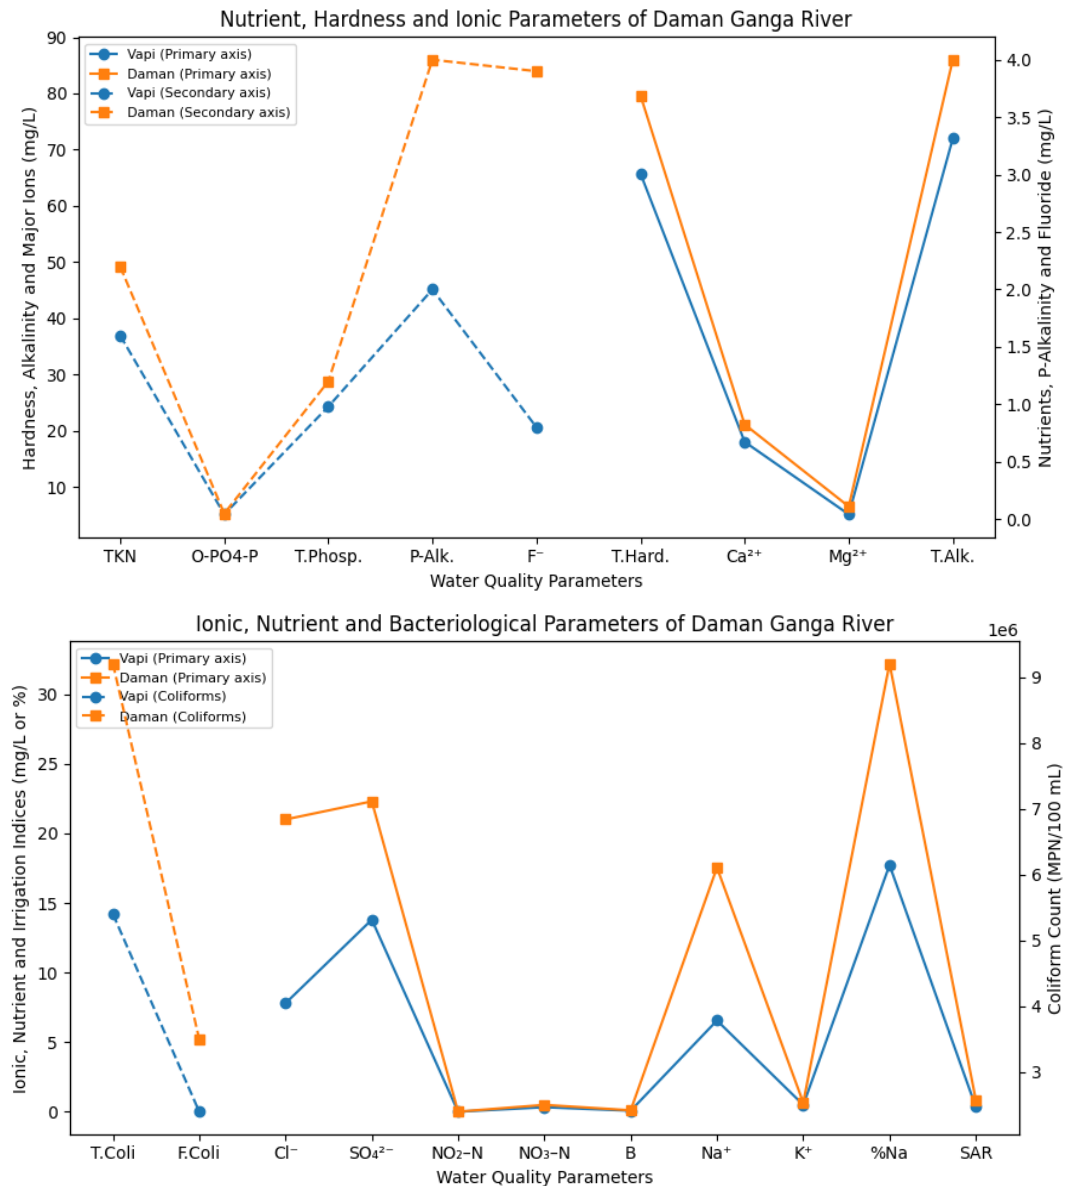 Nutrient, Hardness and Ionic Parameters of Daman Ganga River
Hardness, Alkalinity and Major Ions (mg/L)
90
80
70
60
50
40
30
20
10
Vapi (Primary axis)
Daman (Primary axis)
Vapi (Secondary axis)
Daman (Secondary axis)
4.0
3.5
3.0
2.5
2.0
1.5
1.0
0.5
0.0
Nutrients, P-Alkalinity and Fluoride (mg/L)
TKN O-PO4-P T.Phosp. P-Alk. F⁻ T.Hard. Ca²⁺ Mg²⁺ T.Alk.
Water Quality Parameters
Ionic, Nutrient and Bacteriological Parameters of Daman Ganga River
1e6
Ionic, Nutrient and Irrigation Indices (mg/L or %)
30
25
20
15
10
5
0
Vapi (Primary axis)
Daman (Primary axis)
Vapi (Coliforms)
Daman (Coliforms)
9
8
7
6
5
4
3
Coliform Count (MPN/100 mL)
T.Coli F.Coli Cl⁻ SO₄²⁻ NO₂–N NO₃–N B Na⁺ K⁺ %Na SAR
Water Quality Parameters